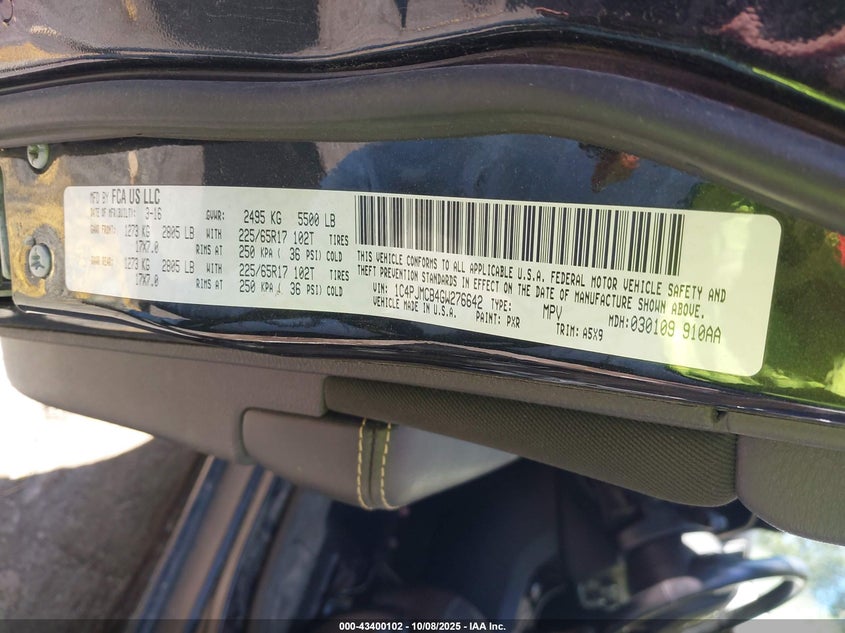 MFD BY FCA US LLC
DATE OF MFR/BUILT: 3-16 GVWR: 2495 KG 5500 LB
GAWR FRONT: 1273 KG 2805 LB WITH 225/65R17 102T TIRES
17X7.0 RIMS AT 250 KPA ( 36 PSI) COLD
GAWR REAR: 1273 KG 2805 LB WITH 225/65R17 102T TIRES
17X7.0 RIMS AT 250 KPA ( 36 PSI) COLD
THIS VEHICLE CONFORMS TO ALL APPLICABLE U.S.A. FEDERAL MOTOR VEHICLE SAFETY AND
THEFT PREVENTION STANDARDS IN EFFECT ON THE DATE OF MANUFACTURE SHOWN ABOVE.
VIN: 1C4PJMCB4GW276642 TYPE: MPV MDH:030109 910AA
VEHICLE MADE IN U.S.A. PAINT: PXR TRIM: A5X9
000-43400102 - 10/08/2025 - IAA Inc.